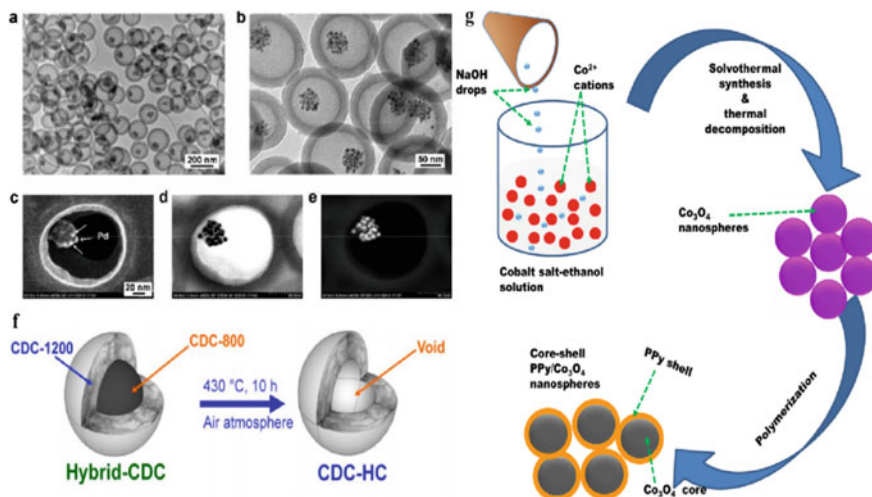 a
200 nm
b
50 nm
c
Pd
20 nm
d
e
f
CDC-1200
CDC-800
430 °C, 10 h
Air atmosphere
Void
Hybrid-CDC
CDC-HC
g
NaOH
drops
Co²⁺
cations
Cobalt salt-ethanol
solution
Solvothermal
synthesis
&
thermal
decomposition
Co₃O₄
nanospheres
Polymerization
Core-shell
PPy/Co₃O₄
nanospheres
PPy shell
Co₃O₄ core